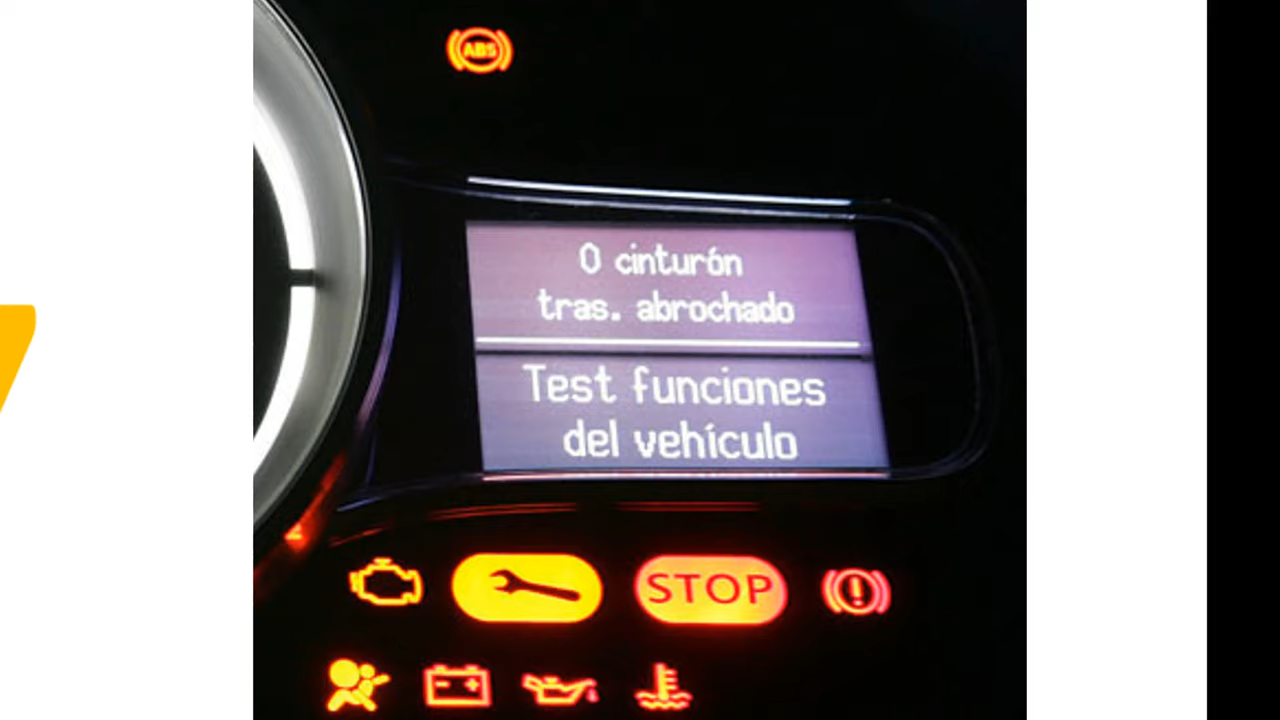 ABS
0 cinturón
tras. abrochado
Test funciones
del vehículo
STOP